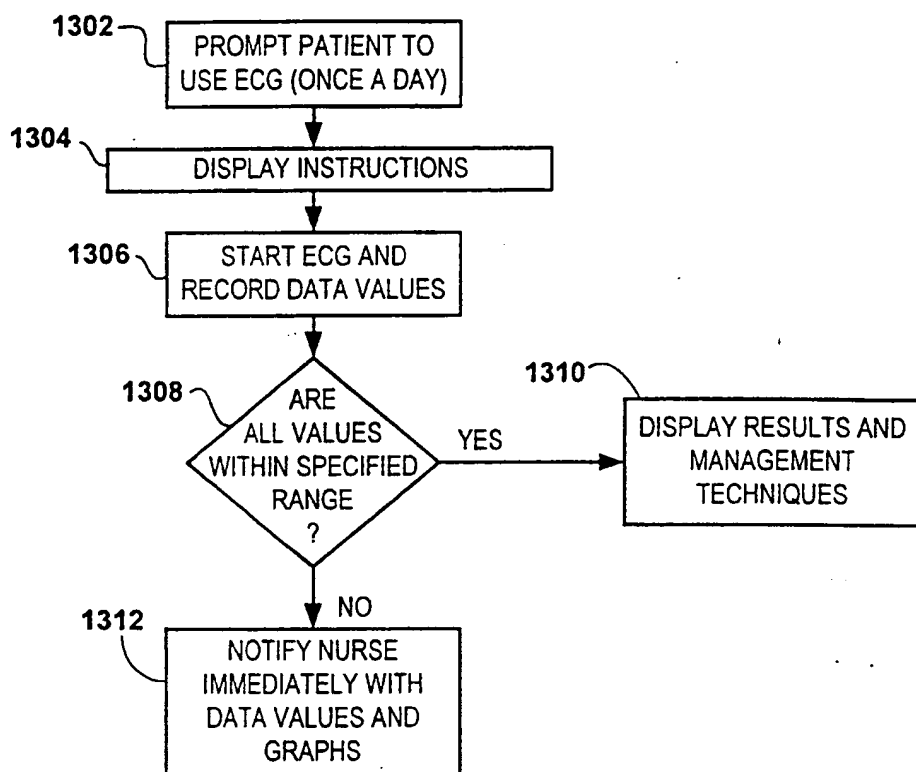 1302
PROMPT PATIENT TO
USE ECG (ONCE A DAY)
1304
DISPLAY INSTRUCTIONS
1306
START ECG AND
RECORD DATA VALUES
1308
ARE
ALL VALUES
WITHIN SPECIFIED
RANGE
?
YES
1310
DISPLAY RESULTS AND
MANAGEMENT
TECHNIQUES
NO
1312
NOTIFY NURSE
IMMEDIATELY WITH
DATA VALUES AND
GRAPHS